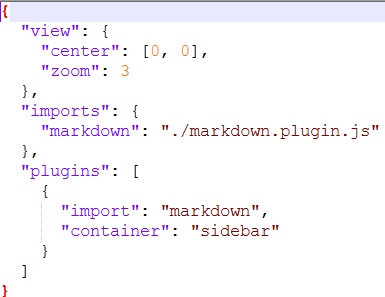 {
  "view": {
    "center": [0, 0],
    "zoom": 3
  },
  "imports": {
    "markdown": "./markdown.plugin.js"
  },
  "plugins": [
    {
      "import": "markdown",
      "container": "sidebar"
    }
  ]
}